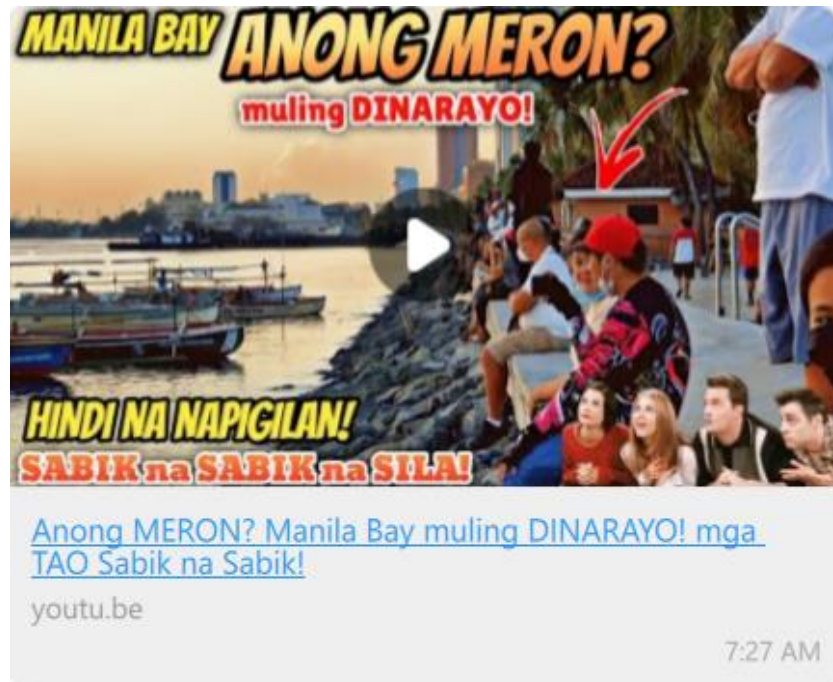 MANILA BAY ANONG MERON?
muling DINARAYO!
HINDI NA NAPIGILAN!
SABIK na SABIK na SILA!
Anong MERON? Manila Bay muling DINARAYO! mga
TAO Sabik na Sabik!
youtu.be
7:27 AM